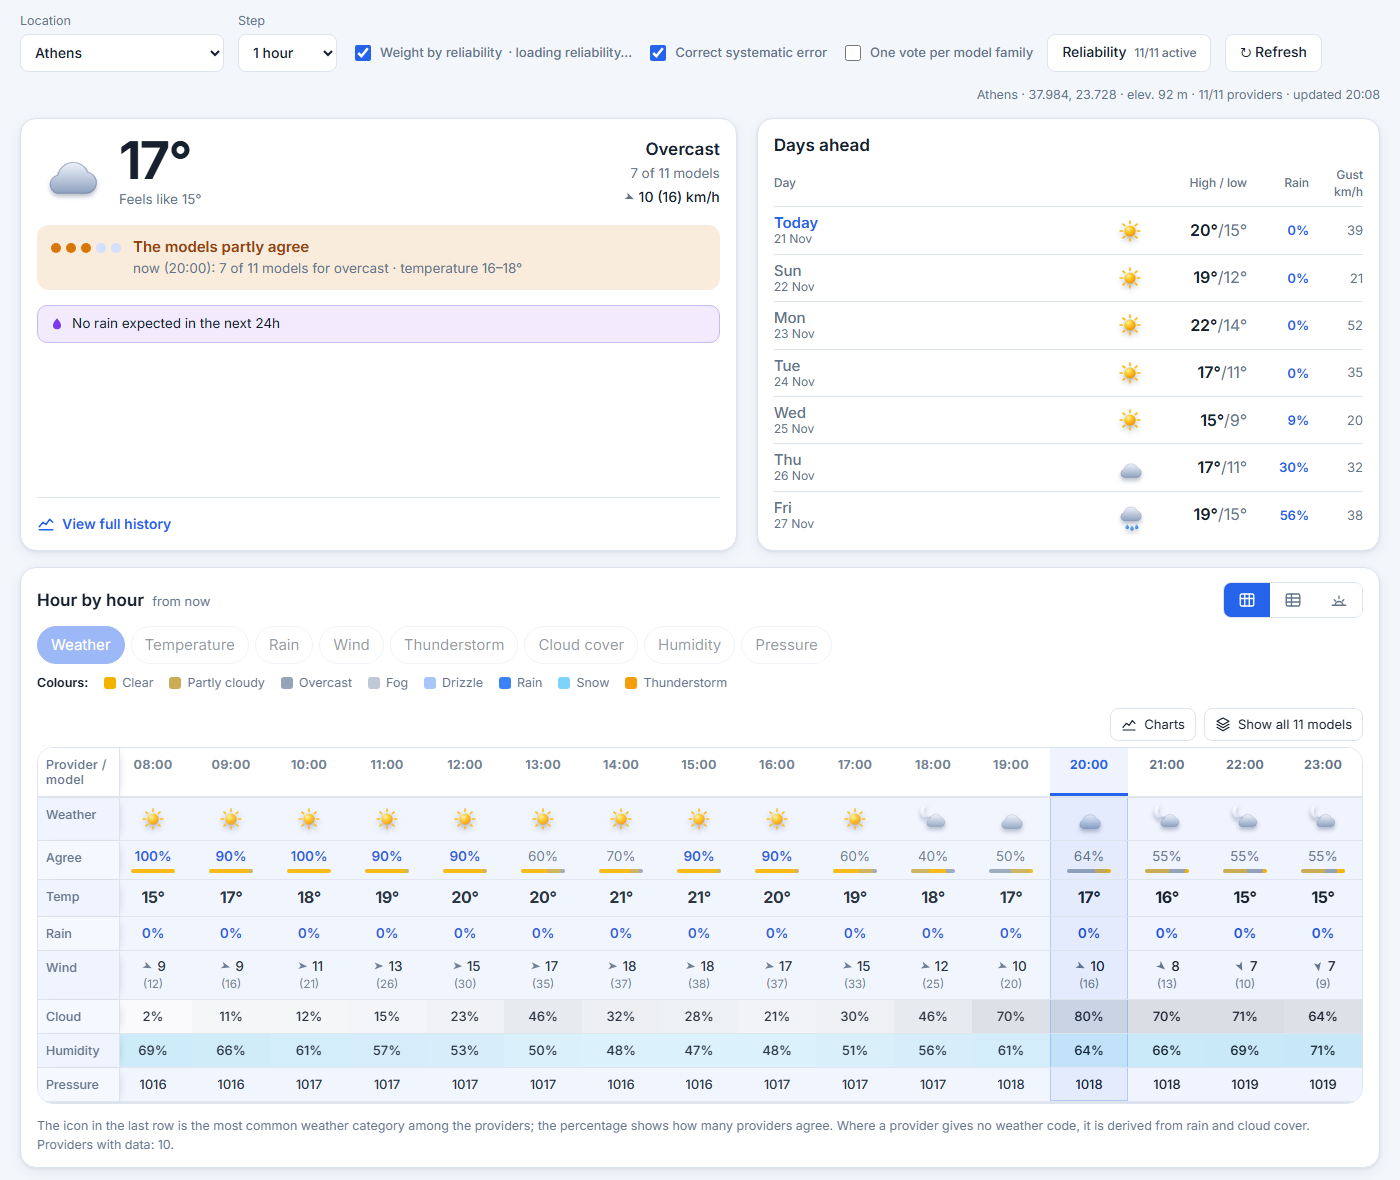 Location
Step
Athens
1 hour
Weight by reliability · loading reliability...
Correct systematic error
One vote per model family
Reliability 11/11 active
↻ Refresh
Athens · 37.984, 23.728 · elev. 92 m · 11/11 providers · updated 20:08
17°
Feels like 15°
Overcast
7 of 11 models
10 (16) km/h
The models partly agree
now (20:00): 7 of 11 models for overcast · temperature 16–18°
No rain expected in the next 24h
View full history
Days ahead
Day High / low Rain Gust km/h
Today 20°/15° 0% 39
21 Nov
Sun 19°/12° 0% 21
22 Nov
Mon 22°/14° 0% 52
23 Nov
Tue 17°/11° 0% 35
24 Nov
Wed 15°/9° 9% 20
25 Nov
Thu 17°/11° 30% 32
26 Nov
Fri 19°/15° 56% 38
27 Nov
Hour by hour from now
Weather Temperature Rain Wind Thunderstorm Cloud cover Humidity Pressure
Colours: Clear Partly cloudy Overcast Fog Drizzle Rain Snow Thunderstorm
Charts
Show all 11 models
Provider / model 08:00 09:00 10:00 11:00 12:00 13:00 14:00 15:00 16:00 17:00 18:00 19:00 20:00 21:00 22:00 23:00
Weather
Agree 100% 90% 100% 90% 90% 60% 70% 90% 90% 60% 40% 50% 64% 55% 55% 55%
Temp 15° 17° 18° 19° 20° 20° 21° 21° 20° 19° 18° 17° 17° 16° 15° 15°
Rain 0% 0% 0% 0% 0% 0% 0% 0% 0% 0% 0% 0% 0% 0% 0% 0%
Wind 9 9 11 13 15 17 18 18 17 15 12 10 10 8 7 7
(12) (16) (21) (26) (30) (35) (37) (38) (37) (33) (25) (20) (16) (13) (10) (9)
Cloud 2% 11% 12% 15% 23% 46% 32% 28% 21% 30% 46% 70% 80% 70% 71% 64%
Humidity 69% 66% 61% 57% 53% 50% 48% 47% 48% 51% 56% 61% 64% 66% 69% 71%
Pressure 1016 1016 1017 1017 1017 1017 1016 1016 1017 1017 1017 1018 1018 1018 1019 1019
The icon in the last row is the most common weather category among the providers; the percentage shows how many providers agree. Where a provider gives no weather code, it is derived from rain and cloud cover.
Providers with data: 10.